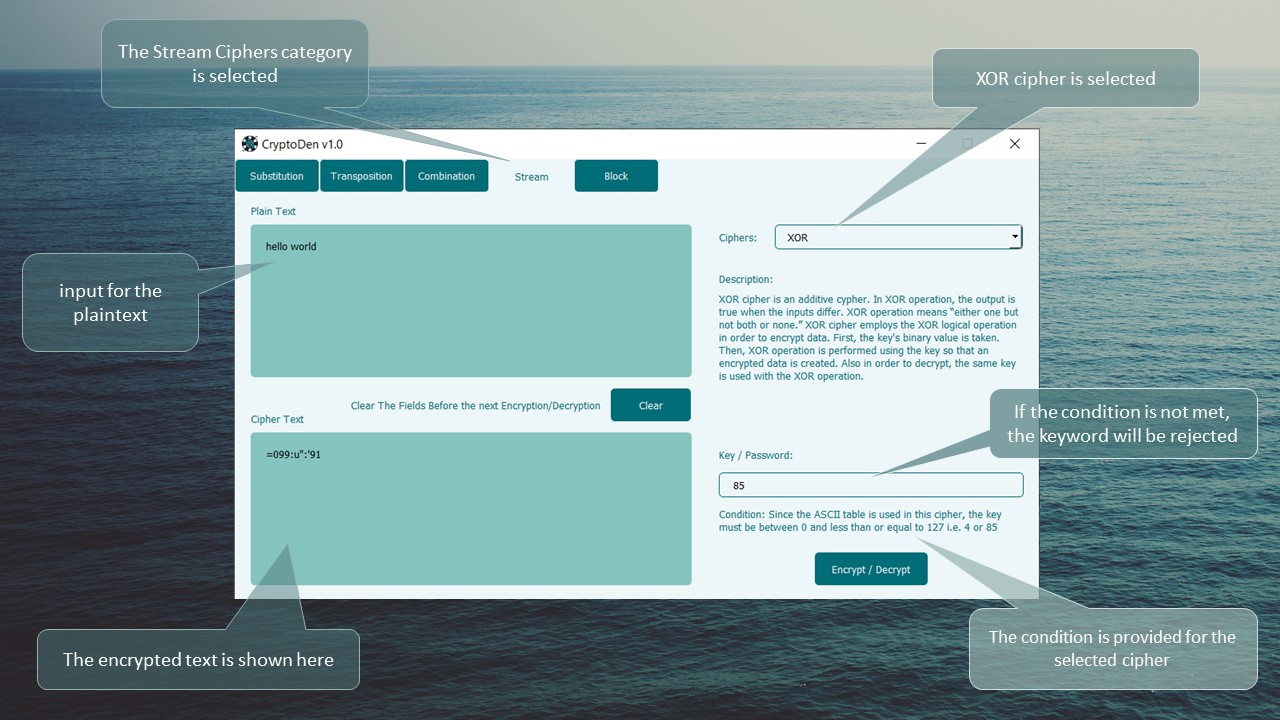 The Stream Ciphers category
is selected
XOR cipher is selected
CryptoDen v1.0
Substitution
Transposition
Combination
Stream
Block
Plain Text
hello world
Ciphers:
XOR
input for the
plaintext
Description:
XOR cipher is an additive cypher. In XOR operation, the output is
true when the inputs differ. XOR operation means “either one but
not both or none.” XOR cipher employs the XOR logical operation
in order to encrypt data. First, the key's binary value is taken.
Then, XOR operation is performed using the key so that an
encrypted data is created. Also in order to decrypt, the same key
is used with the XOR operation.
Clear The Fields Before the next Encryption/Decryption
Clear
If the condition is not met,
the keyword will be rejected
Cipher Text
=099:u":'91
Key / Password:
85
Condition: Since the ASCII table is used in this cipher, the key
must be between 0 and less than or equal to 127 i.e. 4 or 85
Encrypt / Decrypt
The encrypted text is shown here
The condition is provided for the
selected cipher